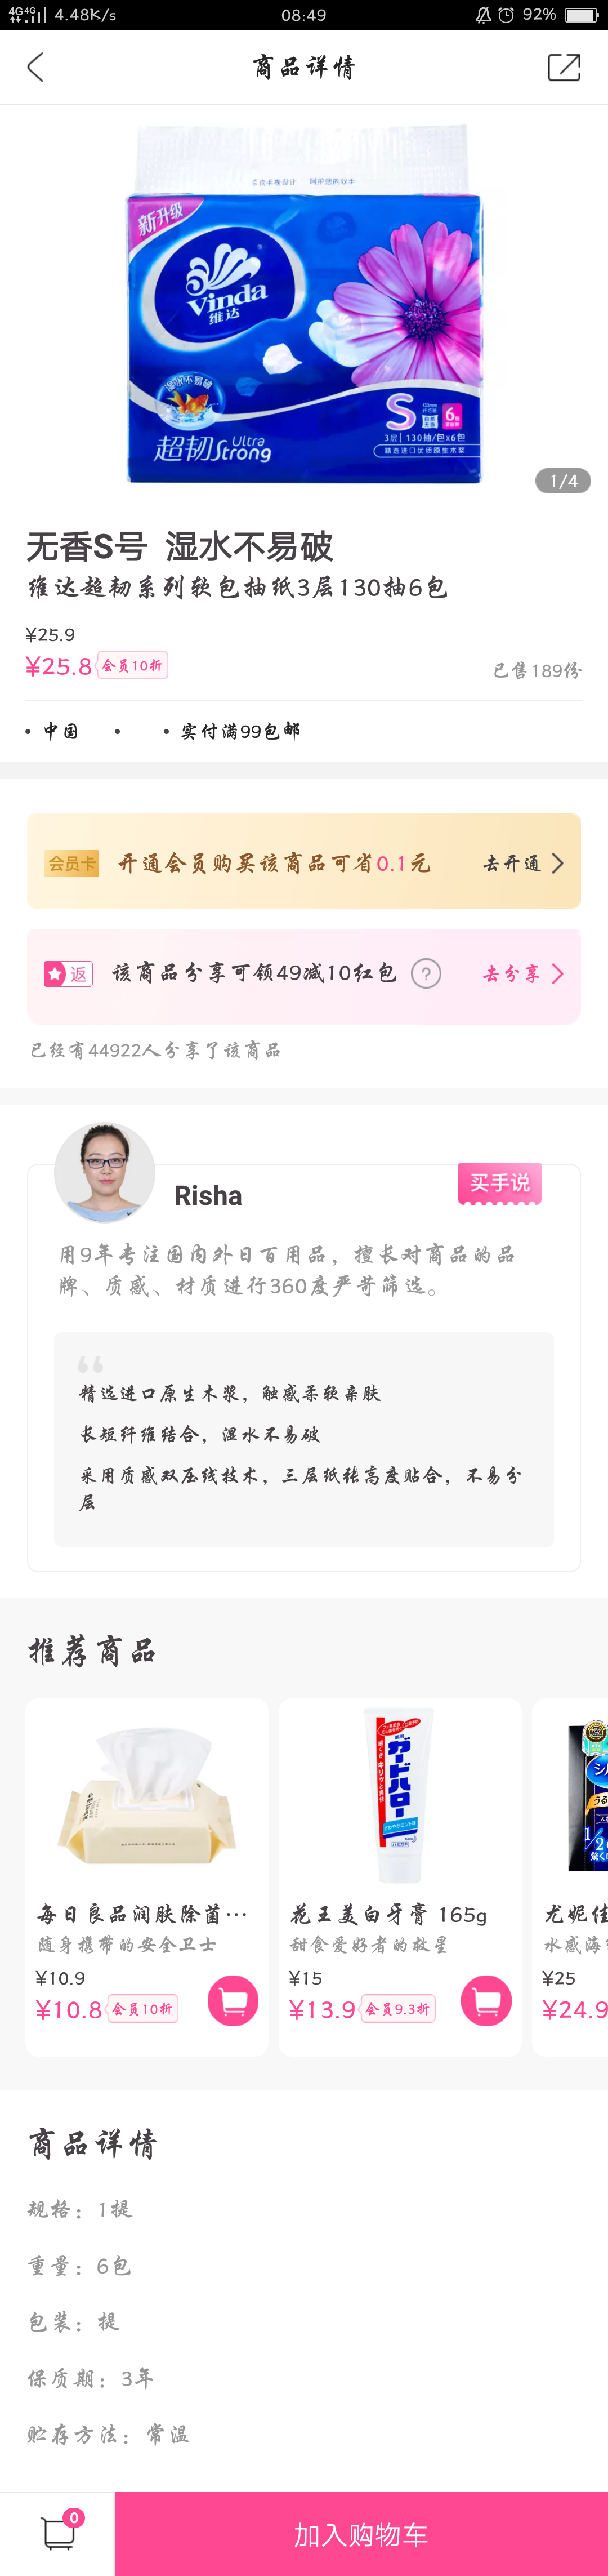 4G 4G 4.48K/s 08:49 92%
商品详情
新升级
Vinda
维达
湿水不易破
超韧 Ultra Strong
S
6包
3层 | 130抽/包x6包
精选进口优质原生木浆
1/4
无香S号 湿水不易破
维达超韧系列软包抽纸3层130抽6包
¥25.9
¥25.8 会员10折
已售189份
• 中国 • • 实付满99包邮
会员卡 开通会员购买该商品可省0.1元 去开通
返 该商品分享可领49减10红包 ? 去分享
已经有44922人分享了该商品
Risha
买手说
用9年专注国内外日百用品，擅长对商品的品
牌、质感、材质进行360度严苛筛选。
精选进口原生木浆，触感柔软亲肤
长短纤维结合，湿水不易破
采用质感双压线技术，三层纸张高度贴合，不易分
层
推荐商品
ガードハロー
每日良品润肤除菌…
随身携带的安全卫士
¥10.9
¥10.8 会员10折
花王美白牙膏 165g
甜食爱好者的救星
¥15
¥13.9 会员9.3折
尤妮佳
水感海
¥25
¥24.9
商品详情
规格：1提
重量：6包
包装：提
保质期：3年
贮存方法：常温
0
加入购物车